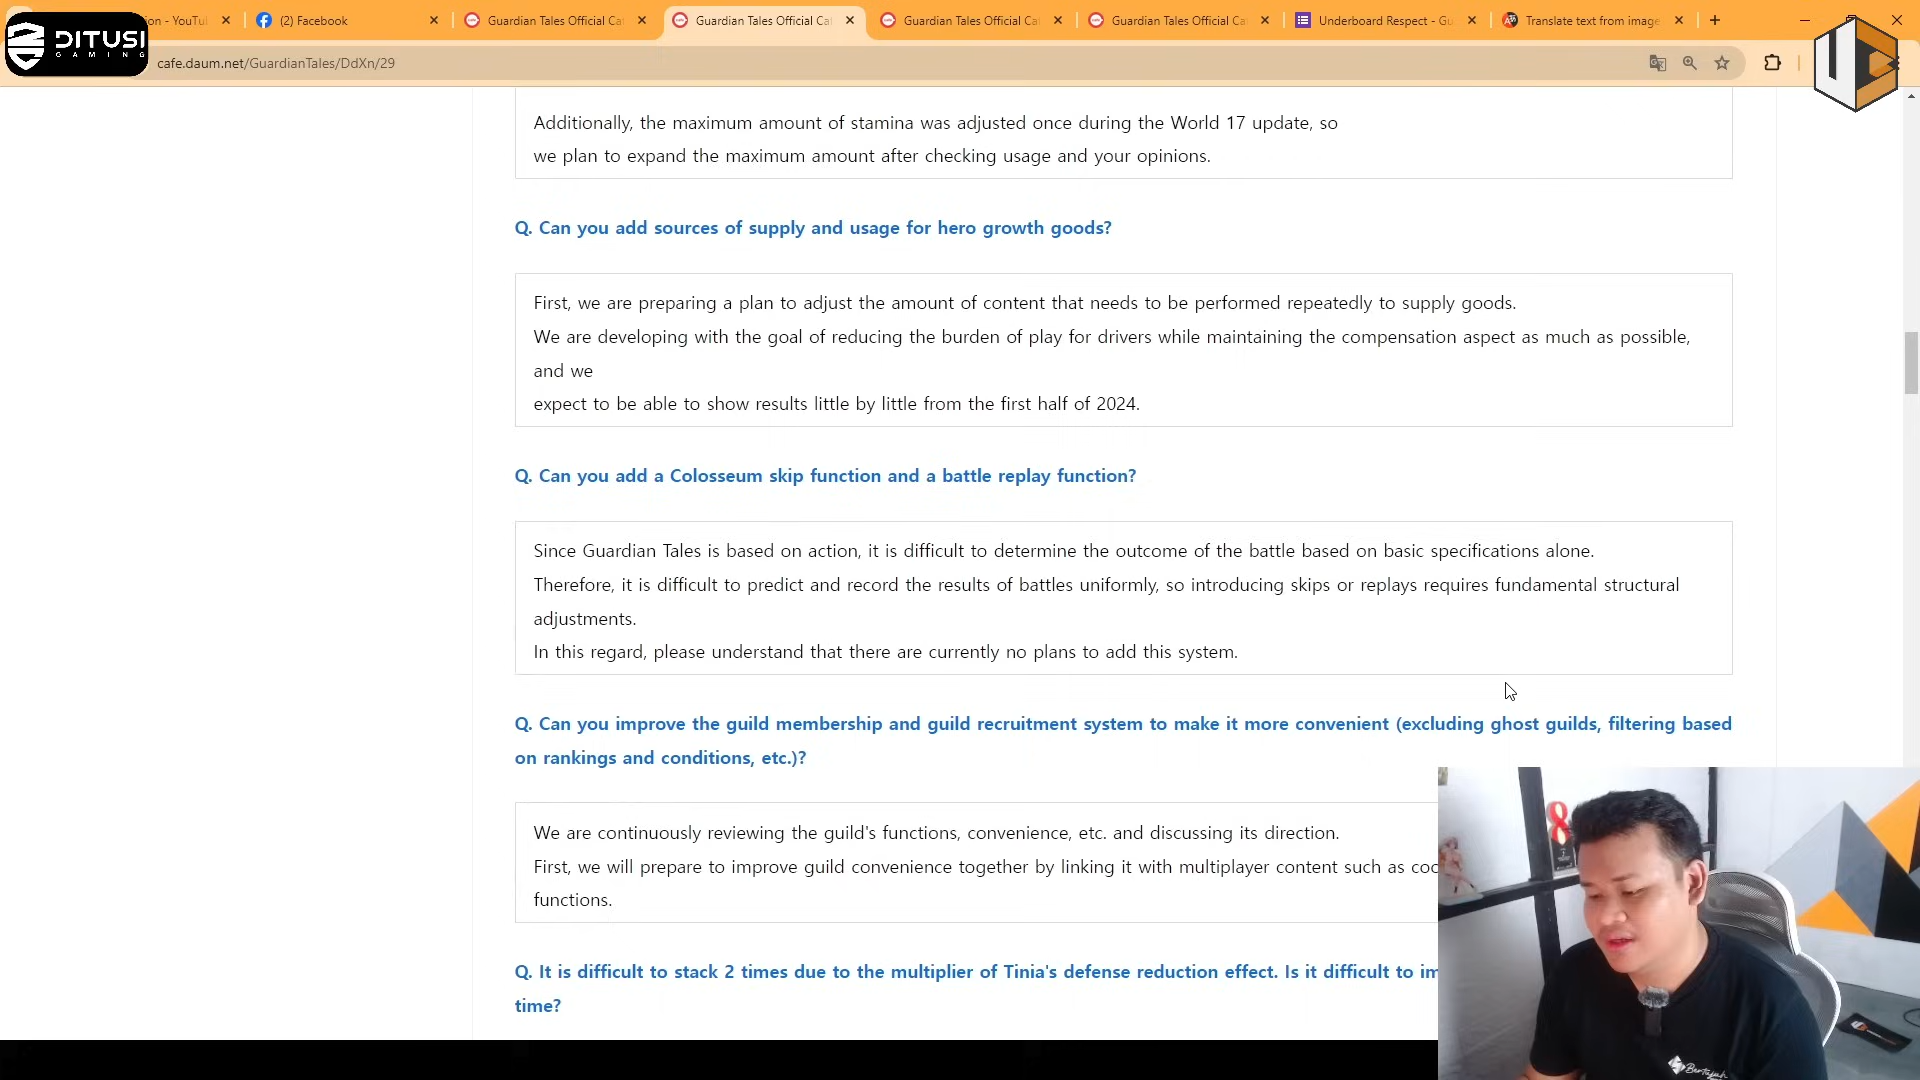 DITUSI
GAMING
ion - YouTu
(2) Facebook
Guardian Tales Official Ca
Guardian Tales Official Ca
Guardian Tales Official Ca
Guardian Tales Official Ca
Underboard Respect - Gu
Translate text from image
cafe.daum.net/GuardianTales/DdXn/29
Additionally, the maximum amount of stamina was adjusted once during the World 17 update, so
we plan to expand the maximum amount after checking usage and your opinions.
Q. Can you add sources of supply and usage for hero growth goods?
First, we are preparing a plan to adjust the amount of content that needs to be performed repeatedly to supply goods.
We are developing with the goal of reducing the burden of play for drivers while maintaining the compensation aspect as much as possible,
and we
expect to be able to show results little by little from the first half of 2024.
Q. Can you add a Colosseum skip function and a battle replay function?
Since Guardian Tales is based on action, it is difficult to determine the outcome of the battle based on basic specifications alone.
Therefore, it is difficult to predict and record the results of battles uniformly, so introducing skips or replays requires fundamental structural
adjustments.
In this regard, please understand that there are currently no plans to add this system.
Q. Can you improve the guild membership and guild recruitment system to make it more convenient (excluding ghost guilds, filtering based
on rankings and conditions, etc.)?
We are continuously reviewing the guild's functions, convenience, etc. and discussing its direction.
First, we will prepare to improve guild convenience together by linking it with multiplayer content such as coo
functions.
Q. It is difficult to stack 2 times due to the multiplier of Tinia's defense reduction effect. Is it difficult to im
time?
8